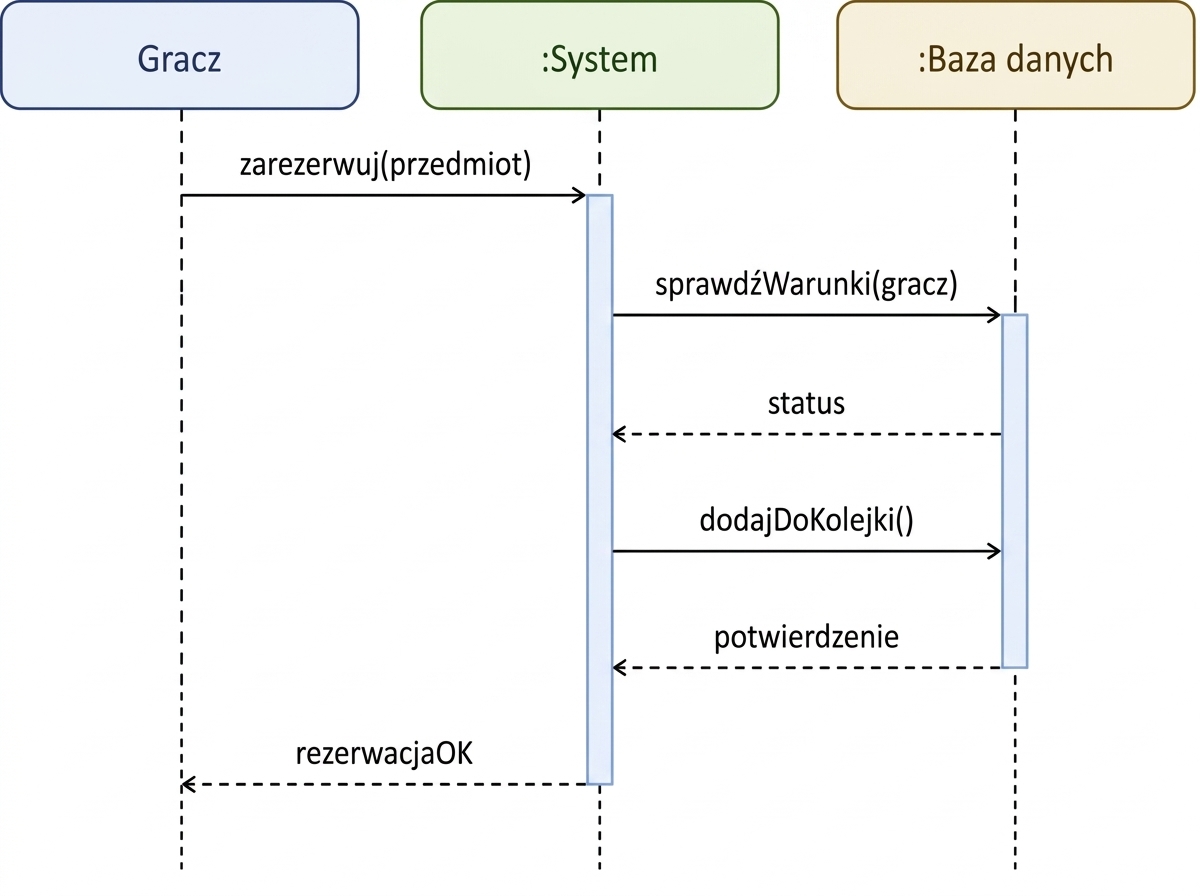 Gracz
:System
:Baza danych
zarezerwuj(przedmiot)
sprawdźWarunki(gracz)
status
dodajDoKolejki()
potwierdzenie
rezerwacjaOK